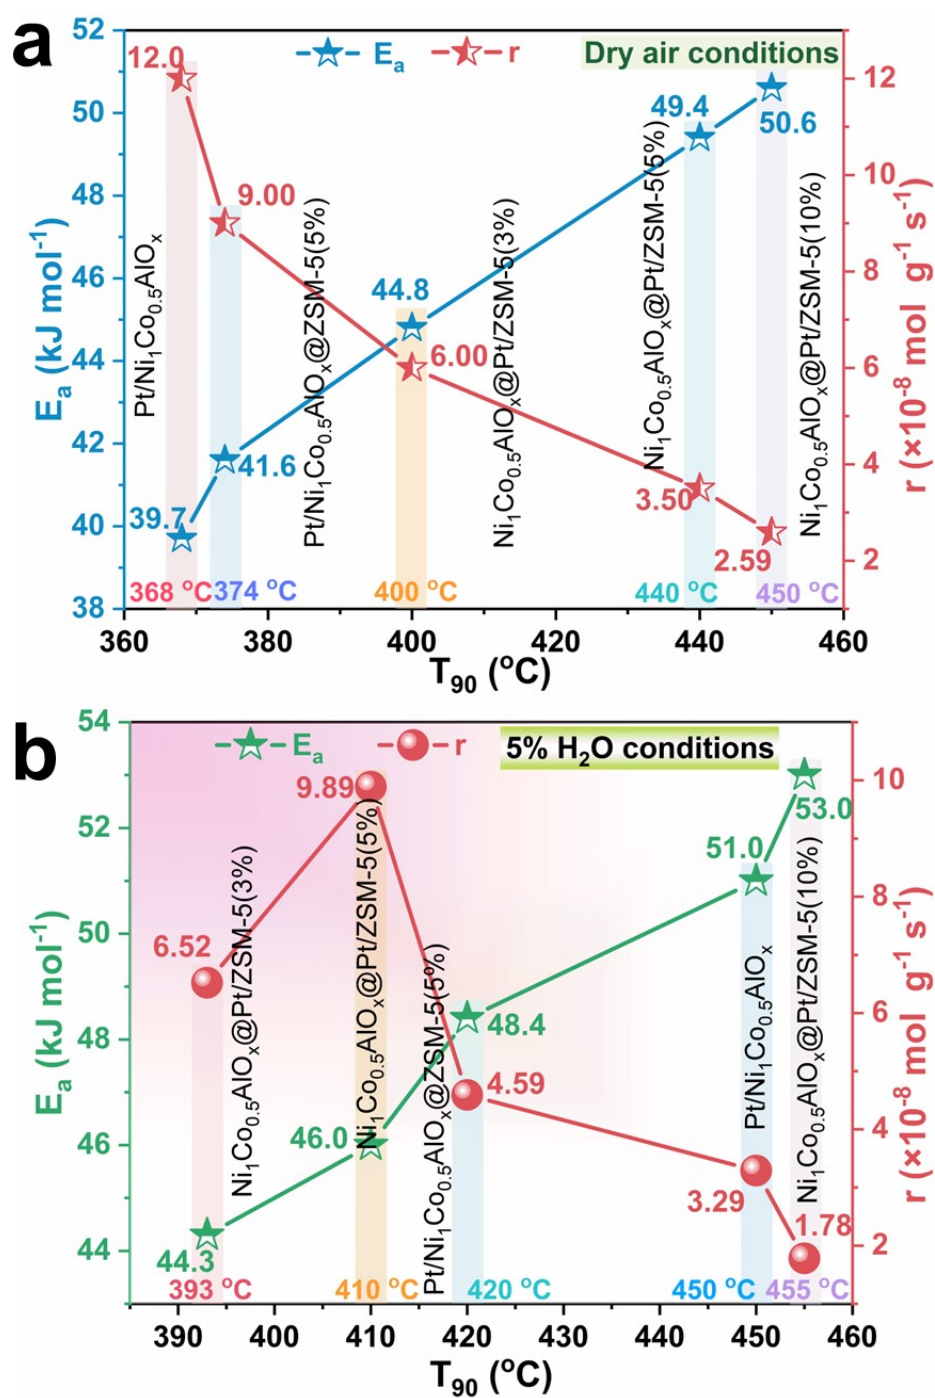 a
52
50
48
46
44
42
40
38
Eₐ (kJ mol⁻¹)
Eₐ
r
Dry air conditions
12.0
9.00
6.00
3.50
2.59
39.7
41.6
44.8
49.4
50.6
Pt/Ni₁Co₀.₅AlOₓ
Pt/Ni₁Co₀.₅AlOₓ@ZSM-5(5%)
Ni₁Co₀.₅AlOₓ@Pt/ZSM-5(3%)
Ni₁Co₀.₅AlOₓ@Pt/ZSM-5(5%)
Ni₁Co₀.₅AlOₓ@Pt/ZSM-5(10%)
368 °C
374 °C
400 °C
440 °C
450 °C
12
10
8
6
4
2
r (×10⁻⁸ mol g⁻¹ s⁻¹)
360
380
400
420
440
460
T₉₀ (°C)
b
54
52
50
48
46
44
Eₐ (kJ mol⁻¹)
Eₐ
r
5% H₂O conditions
6.52
9.89
4.59
3.29
1.78
44.3
46.0
48.4
51.0
53.0
Ni₁Co₀.₅AlOₓ@Pt/ZSM-5(3%)
Ni₁Co₀.₅AlOₓ@Pt/ZSM-5(5%)
Pt/Ni₁Co₀.₅AlOₓ@ZSM-5(5%)
Pt/Ni₁Co₀.₅AlOₓ
Ni₁Co₀.₅AlOₓ@Pt/ZSM-5(10%)
393 °C
410 °C
420 °C
450 °C
455 °C
10
8
6
4
2
r (×10⁻⁸ mol g⁻¹ s⁻¹)
390
400
410
420
430
440
450
460
T₉₀ (°C)